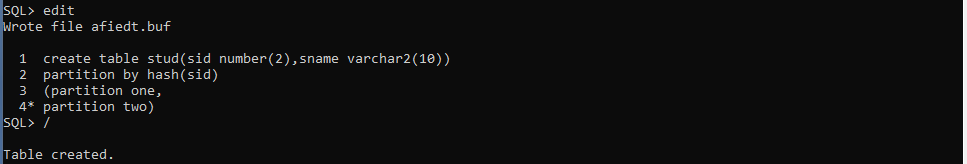 SQL> edit
Wrote file afiedt.buf
1 create table stud(sid number(2),sname varchar2(10))
2 partition by hash(sid)
3 (partition one,
4* partition two)
SQL> /
Table created.